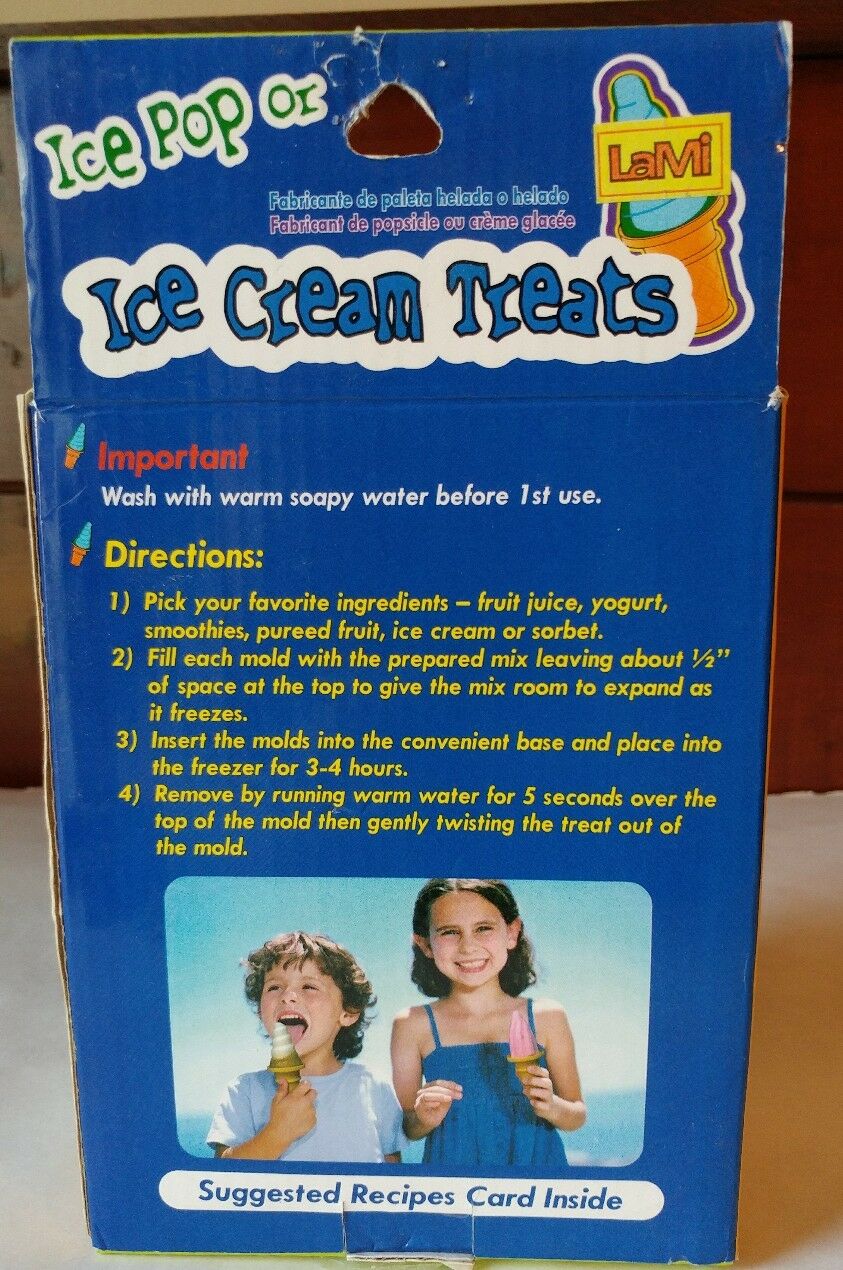 Ice Pop or
LaMi
Fabricante de paleta helada o helado
Fabricant de popsicle ou crème glacée
Ice Cream Treats
Important
Wash with warm soapy water before 1st use.
Directions:
1) Pick your favorite ingredients – fruit juice, yogurt,
smoothies, pureed fruit, ice cream or sorbet.
2) Fill each mold with the prepared mix leaving about ½”
of space at the top to give the mix room to expand as
it freezes.
3) Insert the molds into the convenient base and place into
the freezer for 3-4 hours.
4) Remove by running warm water for 5 seconds over the
top of the mold then gently twisting the treat out of
the mold.
Suggested Recipes Card Inside